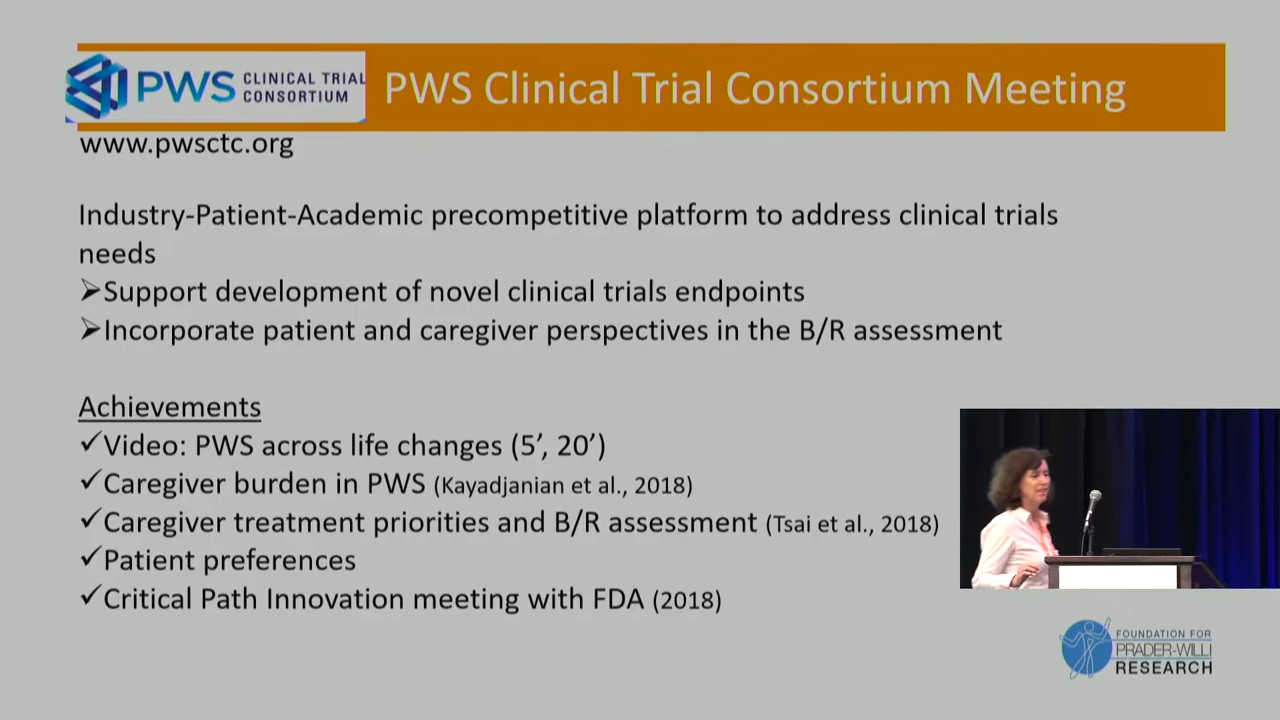 PWS CLINICAL TRIAL
CONSORTIUM
PWS Clinical Trial Consortium Meeting
www.pwsctc.org
Industry-Patient-Academic precompetitive platform to address clinical trials
needs
➢Support development of novel clinical trials endpoints
➢Incorporate patient and caregiver perspectives in the B/R assessment
Achievements
✓Video: PWS across life changes (5’, 20’)
✓Caregiver burden in PWS (Kayadjanian et al., 2018)
✓Caregiver treatment priorities and B/R assessment (Tsai et al., 2018)
✓Patient preferences
✓Critical Path Innovation meeting with FDA (2018)
FOUNDATION FOR
PRADER-WILLI
RESEARCH